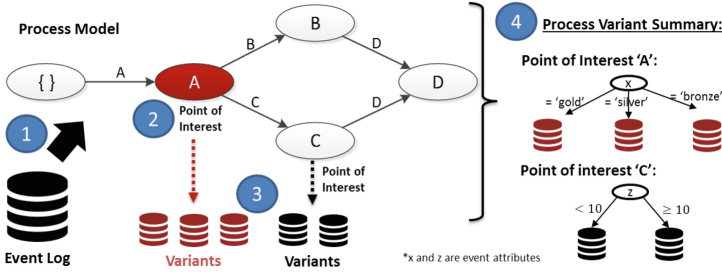 Process Model
{ }
A
A
B
B
D
C
C
D
D
1
2
Point of
Interest
Point of
Interest
3
Event Log
Variants
Variants
4
Process Variant Summary:
Point of Interest ‘A’:
x
= ‘gold’
= ‘silver’
= ‘bronze’
Point of interest ‘C’:
z
< 10
≥ 10
*x and z are event attributes